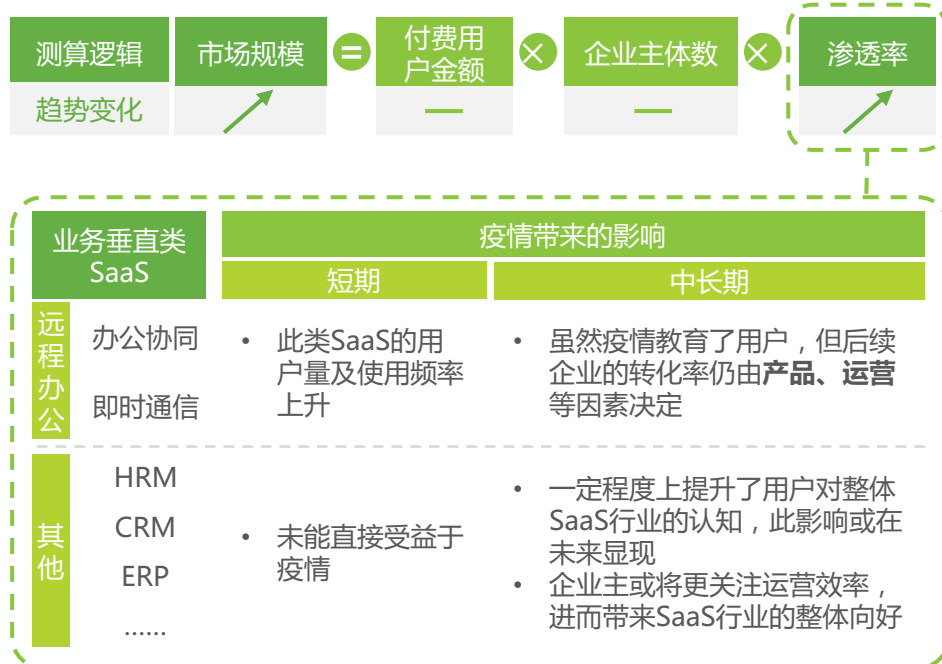 测算逻辑
市场规模
=
付费用
户金额
×
企业主体数
×
渗透率
趋势变化
—
—
业务垂直类
SaaS
疫情带来的影响
短期
中长期
远程办公
办公协同
即时通信
• 此类SaaS的用
户量及使用频率
上升
• 虽然疫情教育了用户，但后续
企业的转化率仍由产品、运营
等因素决定
其他
HRM
CRM
ERP
……
• 未能直接受益于
疫情
• 一定程度上提升了用户对整体
SaaS行业的认知，此影响或在
未来显现
• 企业主或将更关注运营效率，
进而带来SaaS行业的整体向好